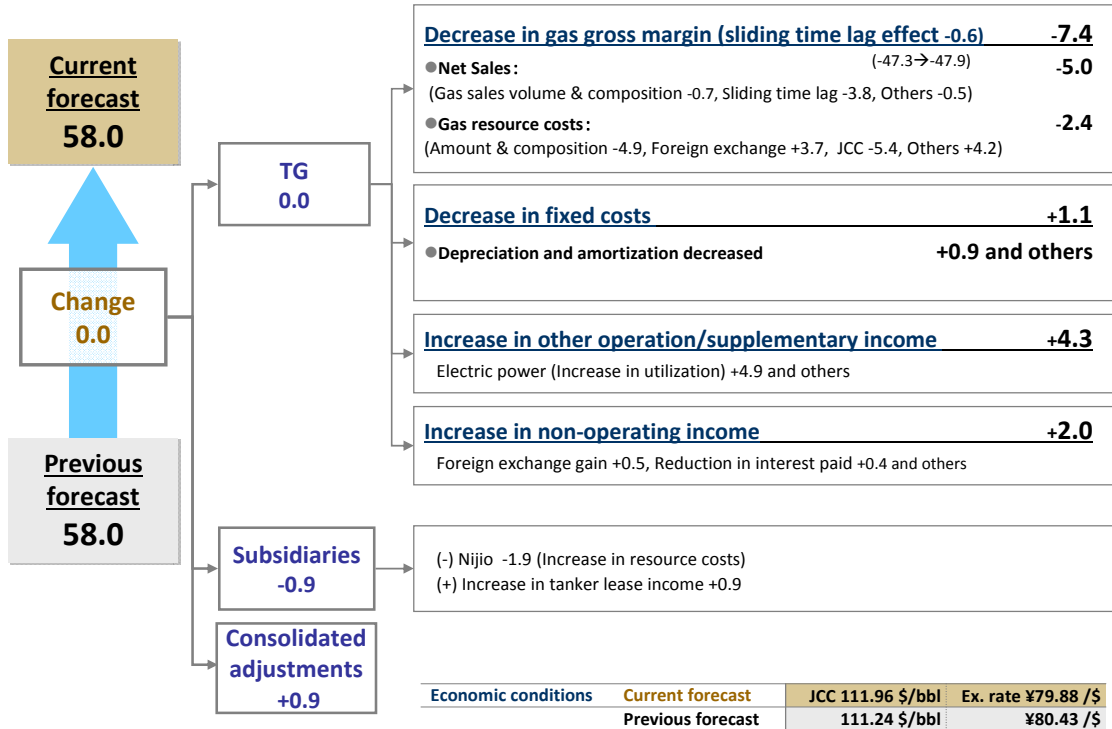 Current
forecast
58.0
Change
0.0
Previous
forecast
58.0
TG
0.0
Subsidiaries
-0.9
Consolidated
adjustments
+0.9
Decrease in gas gross margin (sliding time lag effect -0.6) -7.4
(-47.3→-47.9)
●Net Sales: -5.0
(Gas sales volume & composition -0.7, Sliding time lag -3.8, Others -0.5)
●Gas resource costs: -2.4
(Amount & composition -4.9, Foreign exchange +3.7, JCC -5.4, Others +4.2)
Decrease in fixed costs +1.1
●Depreciation and amortization decreased +0.9 and others
Increase in other operation/supplementary income +4.3
Electric power (Increase in utilization) +4.9 and others
Increase in non-operating income +2.0
Foreign exchange gain +0.5, Reduction in interest paid +0.4 and others
(-) Nijio -1.9 (Increase in resource costs)
(+) Increase in tanker lease income +0.9
Economic conditions Current forecast JCC 111.96 $/bbl Ex. rate ¥79.88 /$
Previous forecast 111.24 $/bbl ¥80.43 /$